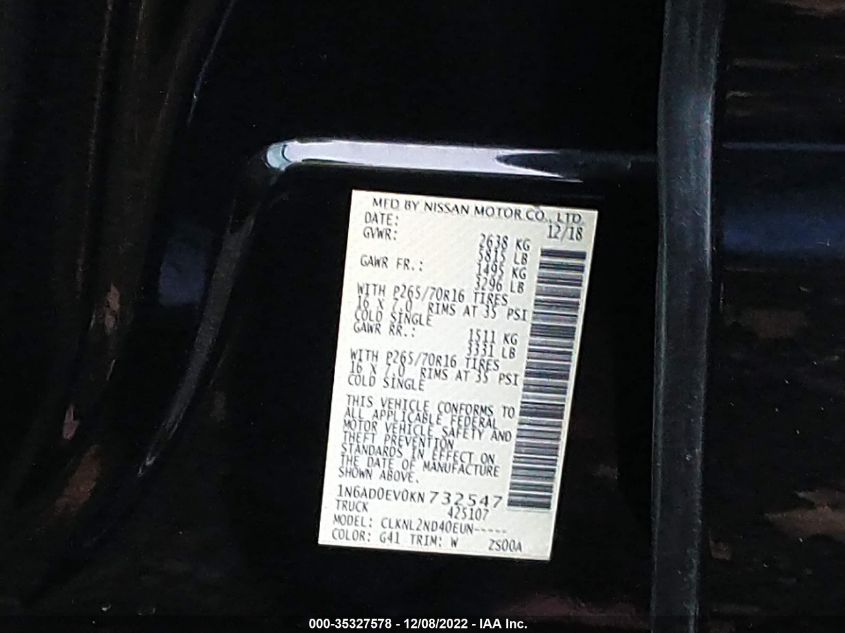 MFD BY NISSAN MOTOR CO., LTD.
DATE: 12/18
GVWR: 2638 KG
5815 LB
GAWR FR.: 1495 KG
3296 LB
WITH P265/70R16 TIRES
16 X 7.0 RIMS AT 35 PSI
COLD SINGLE
GAWR RR.: 1511 KG
3331 LB
WITH P265/70R16 TIRES
16 X 7.0 RIMS AT 35 PSI
COLD SINGLE
THIS VEHICLE CONFORMS TO
ALL APPLICABLE FEDERAL
MOTOR VEHICLE SAFETY AND
THEFT PREVENTION
STANDARDS IN EFFECT ON
THE DATE OF MANUFACTURE
SHOWN ABOVE.
1N6AD0EV0KN732547
TRUCK 425107
MODEL: CLKNL2ND40EUN-----
COLOR: G41 TRIM: W 2S00A
000-35327578 - 12/08/2022 - IAA Inc.